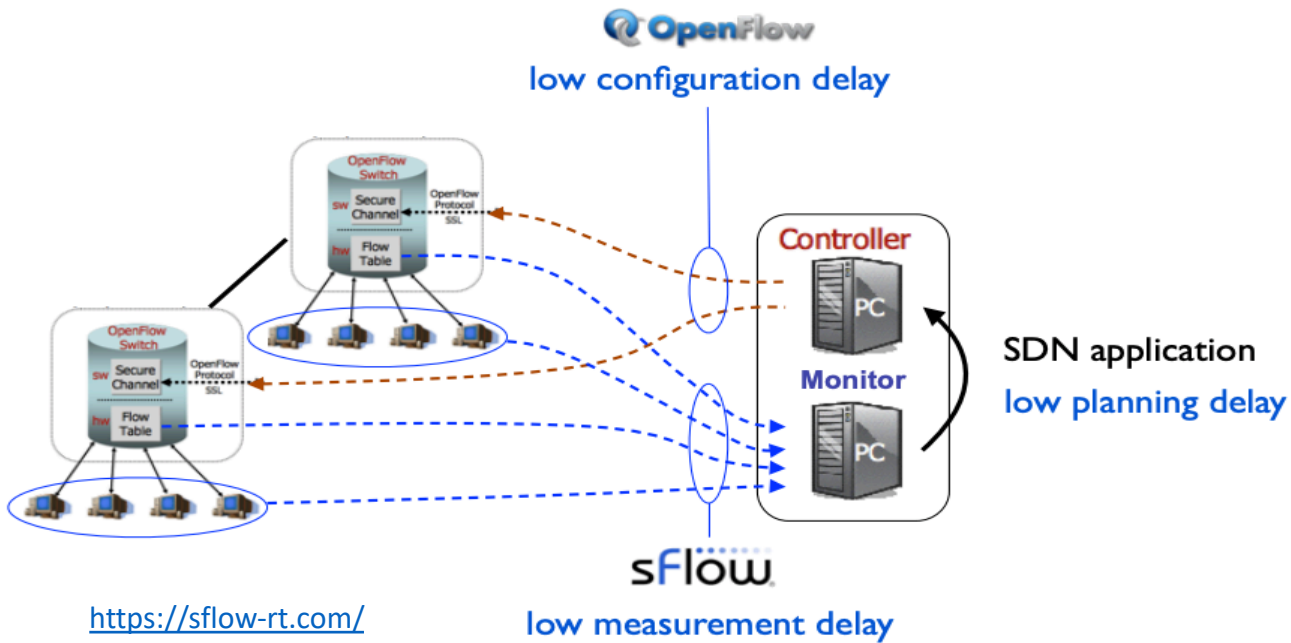 OpenFlow
low configuration delay
OpenFlow
Switch
sw
Secure
Channel
OpenFlow
Protocol
SSL
hw
Flow
Table
OpenFlow
Switch
sw
Secure
Channel
OpenFlow
Protocol
SSL
hw
Flow
Table
Controller
PC
Monitor
PC
SDN application
low planning delay
sFlow
low measurement delay
https://sflow-rt.com/